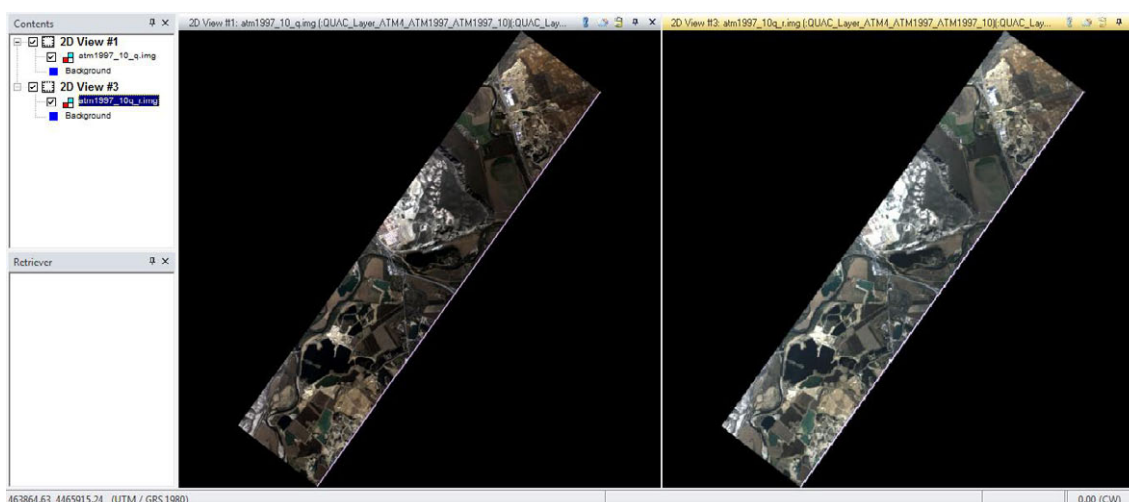 Contents
2D View #1
atm1997_10_q.img
Background
2D View #3
atm1997_10q_r.img
Background
Retriever
2D View #1: atm1997_10_q.img (:QUAC_Layer_ATM4_ATM1997_ATM1997_10)(:QUAC_Lay...
2D View #3: atm1997_10q_r.img (:QUAC_Layer_ATM4_ATM1997_ATM1997_10)(:QUAC_Lay...
463864.63, 4465915.24 (UTM / GRS 1980)
0.00 (CW)